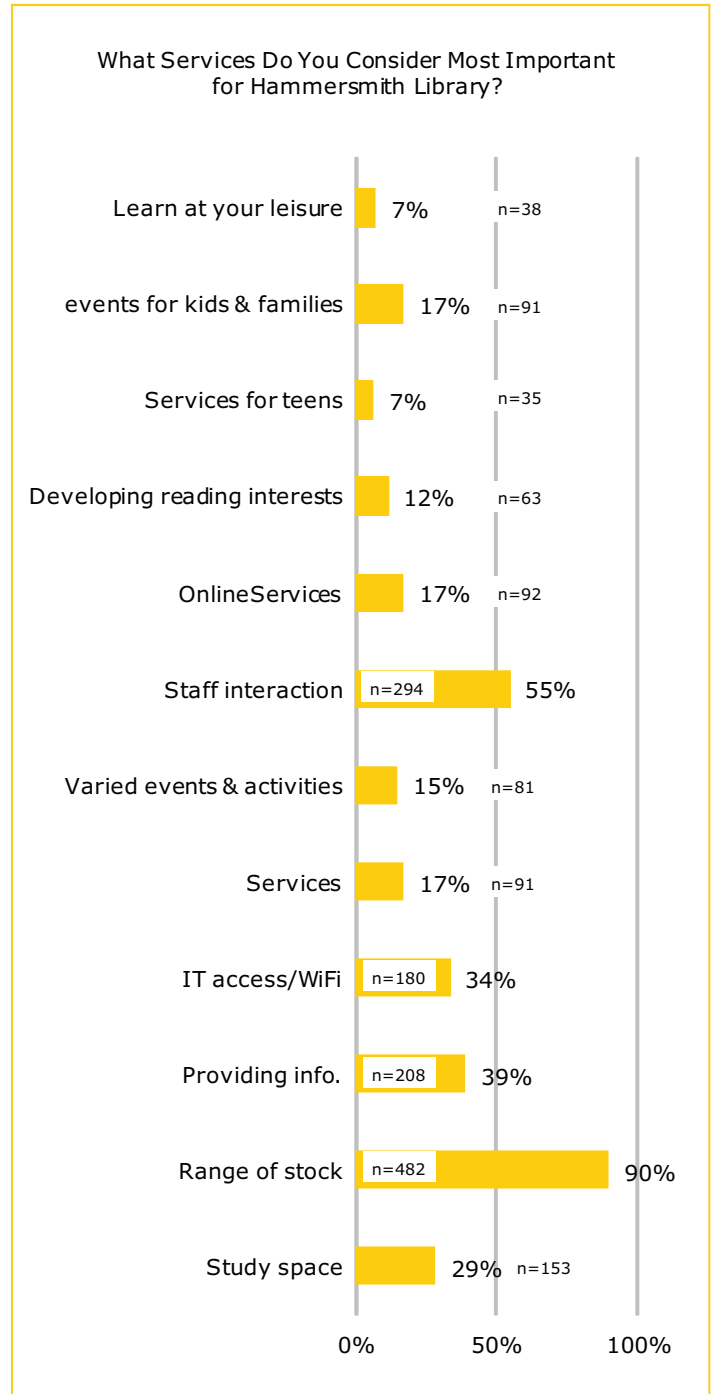 What Services Do You Consider Most Important
for Hammersmith Library?
Learn at your leisure 7% n=38
events for kids & families 17% n=91
Services for teens 7% n=35
Developing reading interests 12% n=63
OnlineServices 17% n=92
Staff interaction n=294 55%
Varied events & activities 15% n=81
Services 17% n=91
IT access/WiFi n=180 34%
Providing info. n=208 39%
Range of stock n=482 90%
Study space 29% n=153
0% 50% 100%